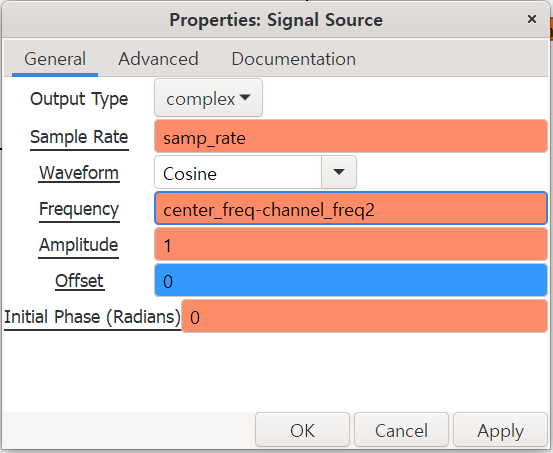 Properties: Signal Source ×
General Advanced Documentation
Output Type complex
Sample Rate samp_rate
Waveform Cosine
Frequency center_freq-channel_freq2
Amplitude 1
Offset 0
Initial Phase (Radians) 0
OK Cancel Apply